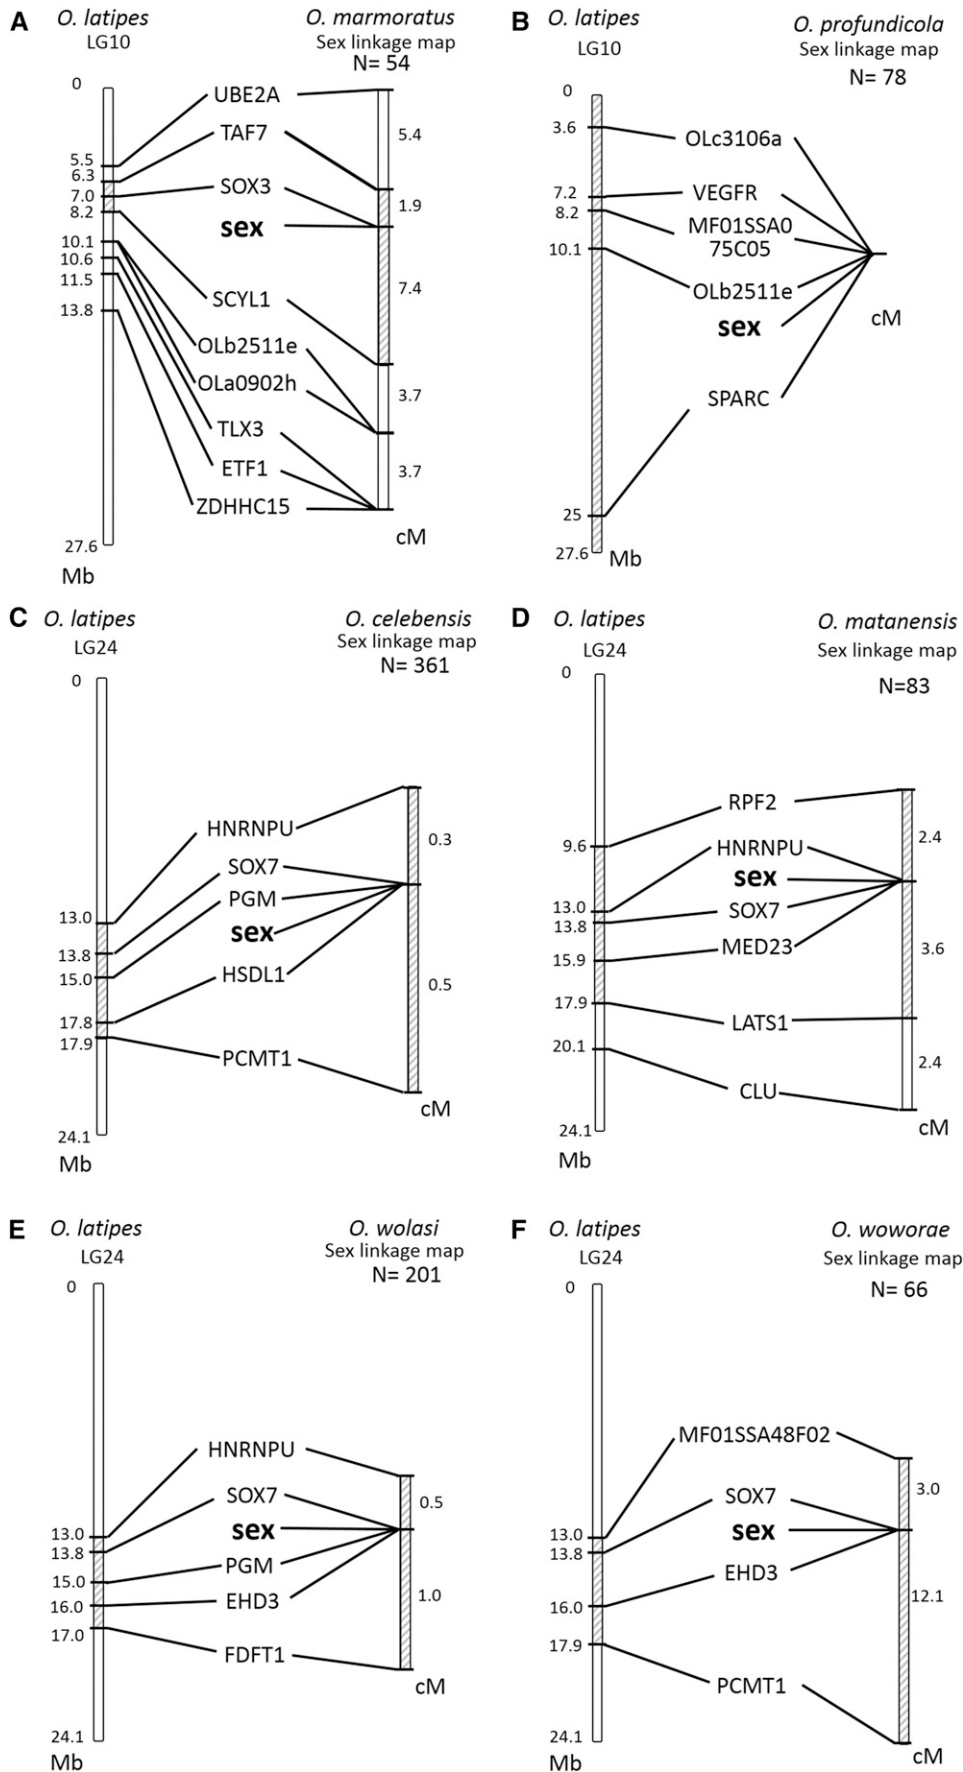 A
O. latipes
LG10
O. marmoratus
Sex linkage map
N= 54
0
5.5
6.3
7.0
8.2
10.1
10.6
11.5
13.8
27.6
Mb
UBE2A
TAF7
SOX3
sex
SCYL1
OLb2511e
OLa0902h
TLX3
ETF1
ZDHHC15
5.4
1.9
7.4
3.7
3.7
cM
B
O. latipes
LG10
O. profundicola
Sex linkage map
N= 78
0
3.6
7.2
8.2
10.1
25
27.6
Mb
OLc3106a
VEGFR
MF01SSA0
75C05
OLb2511e
sex
SPARC
cM
C
O. latipes
LG24
O. celebensis
Sex linkage map
N= 361
0
13.0
13.8
15.0
17.8
17.9
24.1
Mb
HNRNPU
SOX7
PGM
sex
HSDL1
PCMT1
0.3
0.5
cM
D
O. latipes
LG24
O. matanensis
Sex linkage map
N=83
0
9.6
13.0
13.8
15.9
17.9
20.1
24.1
Mb
RPF2
HNRNPU
sex
SOX7
MED23
LATS1
CLU
2.4
3.6
2.4
cM
E
O. latipes
LG24
O. wolasi
Sex linkage map
N= 201
0
13.0
13.8
15.0
16.0
17.0
24.1
Mb
HNRNPU
SOX7
sex
PGM
EHD3
FDFT1
0.5
1.0
cM
F
O. latipes
LG24
O. woworae
Sex linkage map
N= 66
0
13.0
13.8
16.0
17.9
24.1
Mb
MF01SSA48F02
SOX7
sex
EHD3
PCMT1
3.0
12.1
cM